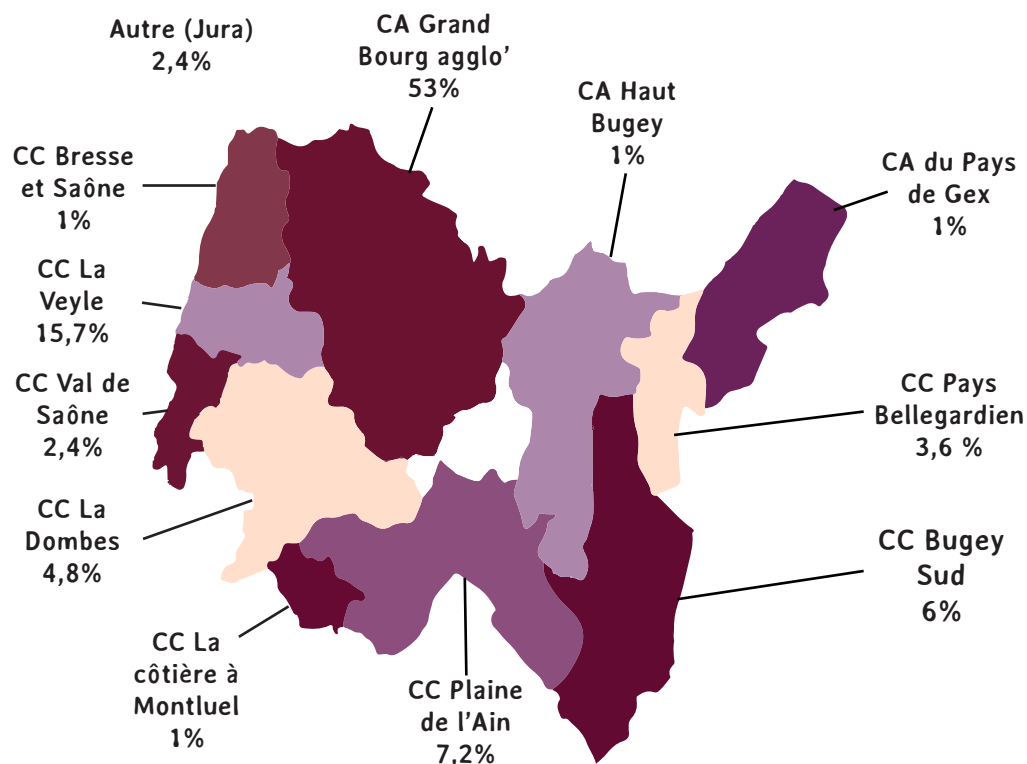 Autre (Jura)
2,4%
CA Grand
Bourg agglo’
53%
CA Haut
Bugey
1%
CA du Pays
de Gex
1%
CC Bresse
et Saône
1%
CC La
Veyle
15,7%
CC Val de
Saône
2,4%
CC Pays
Bellegardien
3,6 %
CC La
Dombes
4,8%
CC Bugey
Sud
6%
CC La
côtière à
Montluel
1%
CC Plaine
de l’Ain
7,2%